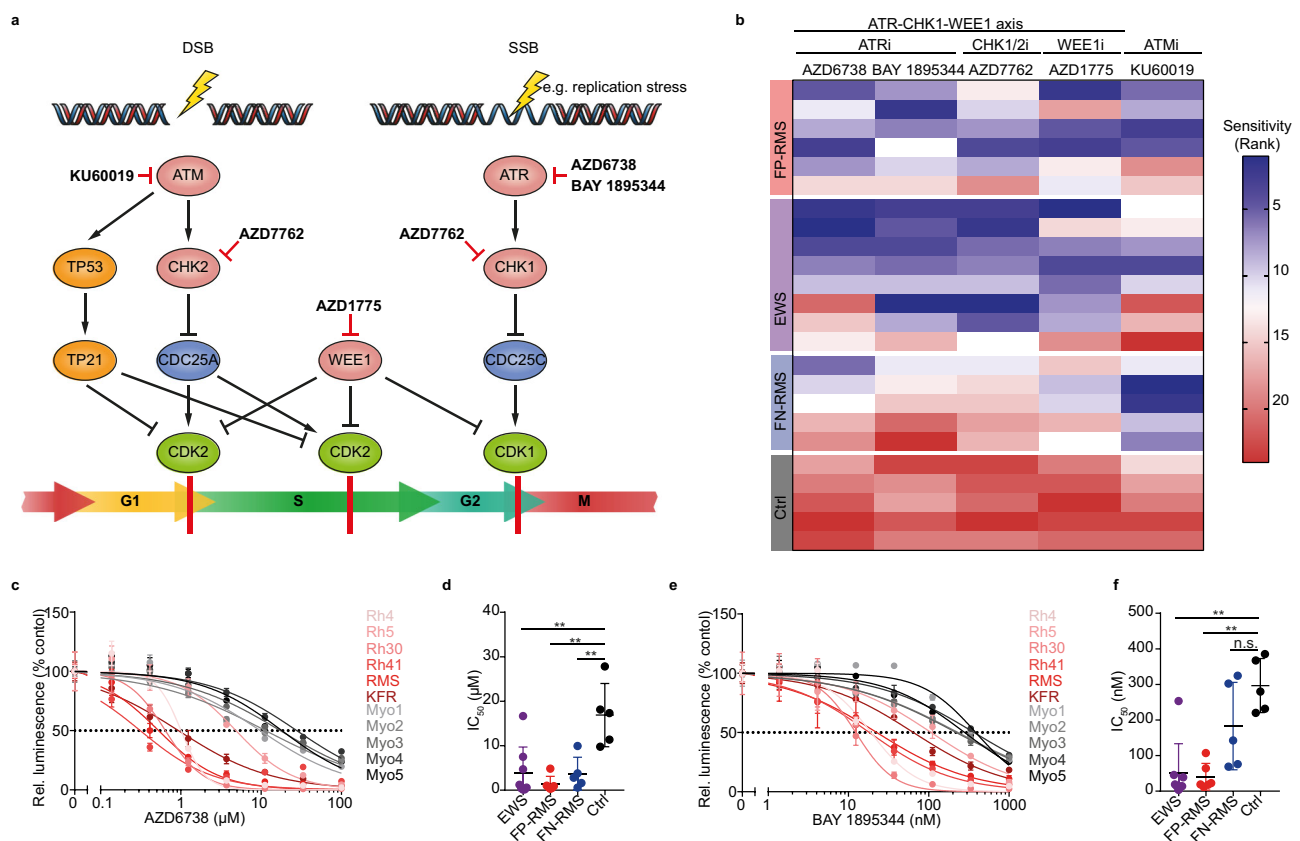 a
DSB
SSB
e.g. replication stress
KU60019
ATM
ATR
AZD6738
BAY 1895344
AZD7762
AZD7762
TP53
CHK2
CHK1
AZD1775
TP21
CDC25A
WEE1
CDC25C
CDK2
CDK2
CDK1
G1
S
G2
M
b
ATR-CHK1-WEE1 axis
ATRi
CHK1/2i
WEE1i
ATMi
AZD6738
BAY 1895344
AZD7762
AZD1775
KU60019
FP-RMS
EWS
FN-RMS
Ctrl
Sensitivity
(Rank)
5
10
15
20
c
Rel. luminescence (% contol)
150
100
50
0
0
0.1
1
10
100
AZD6738 (µM)
Rh4
Rh5
Rh30
Rh41
RMS
KFR
Myo1
Myo2
Myo3
Myo4
Myo5
d
IC50 (µM)
40
30
20
10
0
**
**
**
EWS
FP-RMS
FN-RMS
Ctrl
e
Rel. luminescence (% contol)
150
100
50
0
0
1
10
100
1000
BAY 1895344 (nM)
Rh4
Rh5
Rh30
Rh41
RMS
KFR
Myo1
Myo2
Myo3
Myo4
Myo5
f
IC50 (nM)
500
400
300
200
100
0
**
**
n.s.
EWS
FP-RMS
FN-RMS
Ctrl